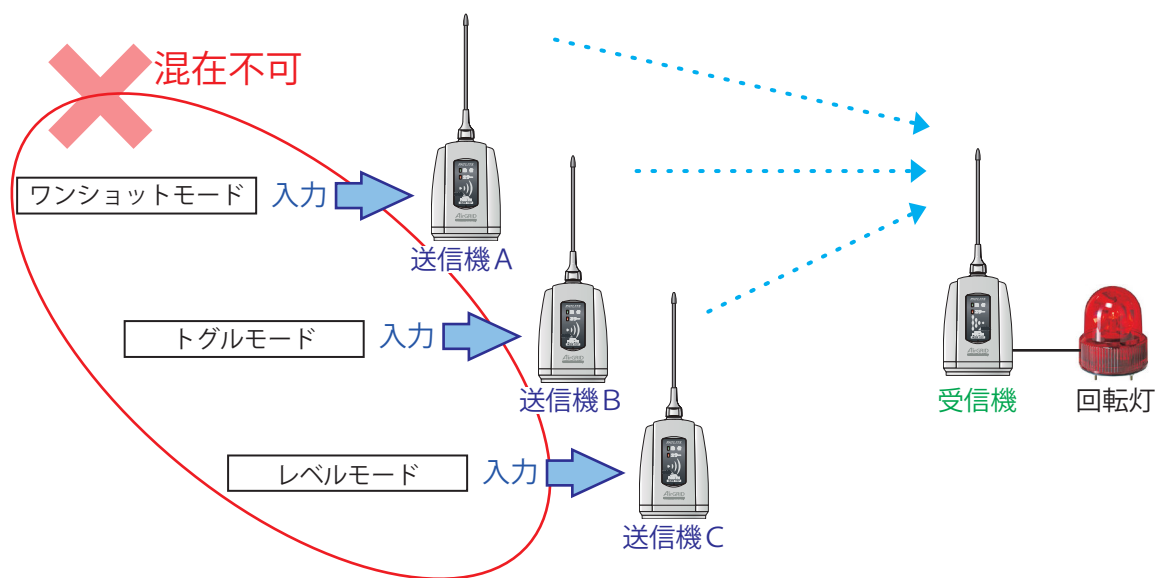 混在不可
ワンショットモード
入力
送信機A
トグルモード
入力
送信機B
レベルモード
入力
送信機C
受信機
回転灯